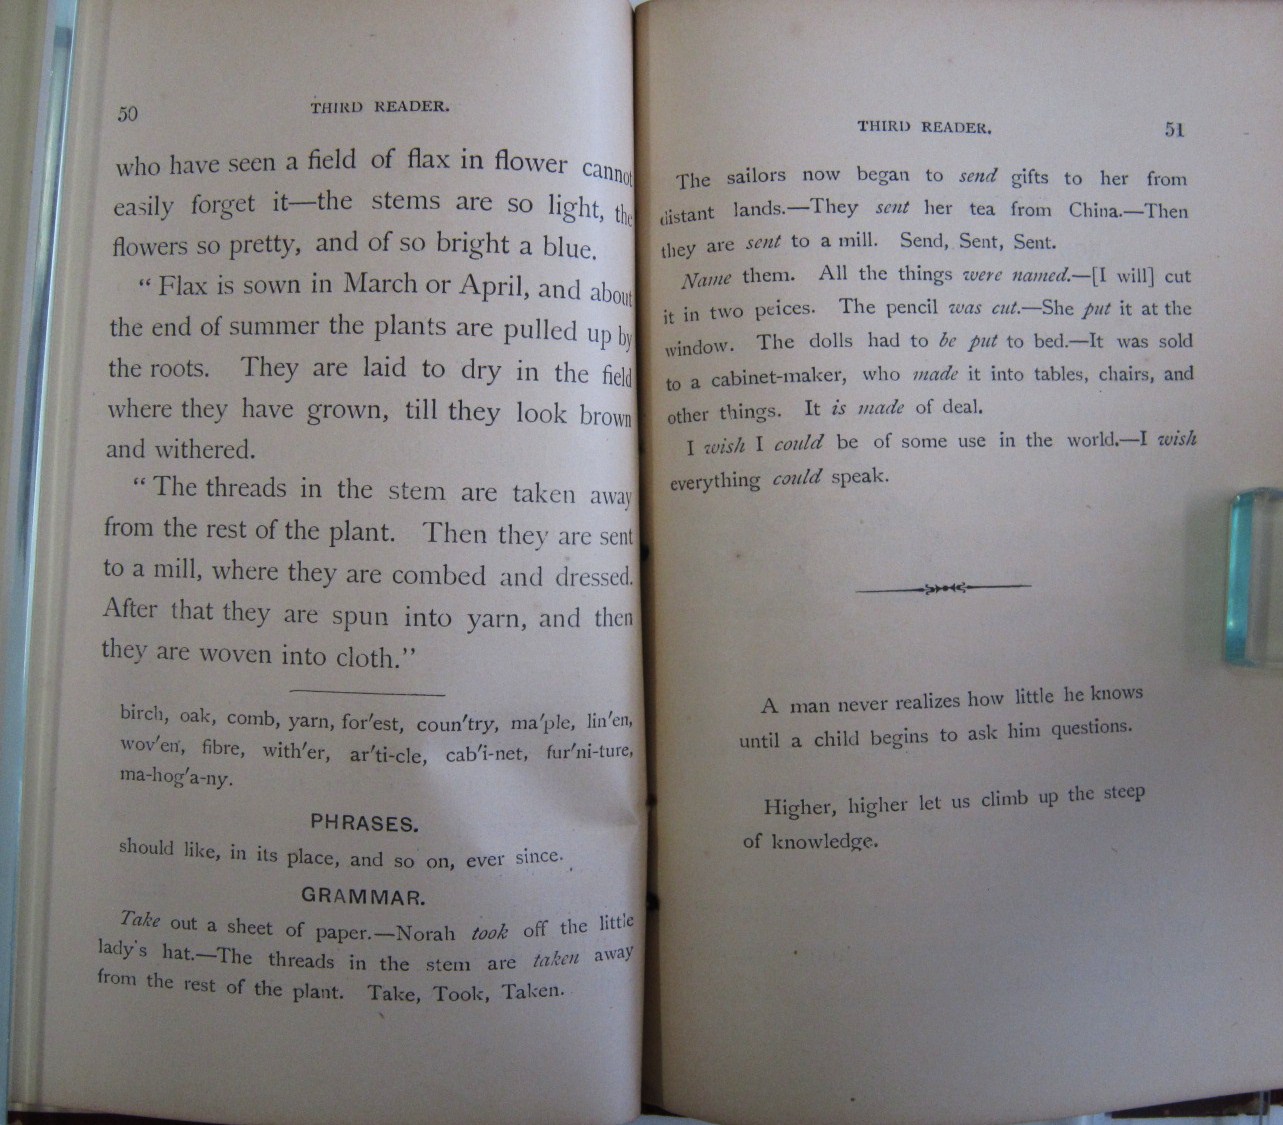 50
THIRD READER.
who have seen a field of flax in flower cannot
easily forget it—the stems are so light, the
flowers so pretty, and of so bright a blue.
“Flax is sown in March or April, and about
the end of summer the plants are pulled up by
the roots. They are laid to dry in the field
where they have grown, till they look brown
and withered.
“The threads in the stem are taken away
from the rest of the plant. Then they are sent
to a mill, where they are combed and dressed.
After that they are spun into yarn, and then
they are woven into cloth.”
birch, oak, comb, yarn, for'est, coun'try, ma'ple, lin'en,
wov'en, fibre, with'er, ar'ti-cle, cab'i-net, fur'ni-ture,
ma-hog'a-ny.
PHRASES.
should like, in its place, and so on, ever since.
GRAMMAR.
Take out a sheet of paper.—Norah took off the little
lady's hat.—The threads in the stem are taken away
from the rest of the plant. Take, Took, Taken.
THIRD READER.
51
The sailors now began to send gifts to her from
distant lands.—They sent her tea from China.—Then
they are sent to a mill. Send, Sent, Sent.
Name them. All the things were named.—[I will] cut
it in two peices. The pencil was cut.—She put it at the
window. The dolls had to be put to bed.—It was sold
to a cabinet-maker, who made it into tables, chairs, and
other things. It is made of deal.
I wish I could be of some use in the world.—I wish
everything could speak.
A man never realizes how little he knows
until a child begins to ask him questions.
Higher, higher let us climb up the steep
of knowledge.